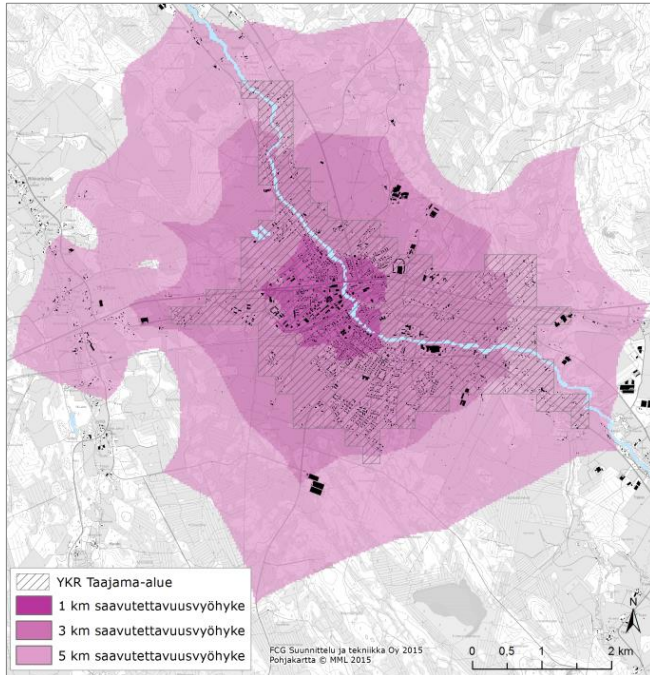 YKR Taajama-alue
1 km saavutettavuusvyöhyke
3 km saavutettavuusvyöhyke
5 km saavutettavuusvyöhyke
FCG Suunnittelu ja tekniikka Oy 2015
Pohjakartta © MML 2015
N
0 0,5 1 2 km